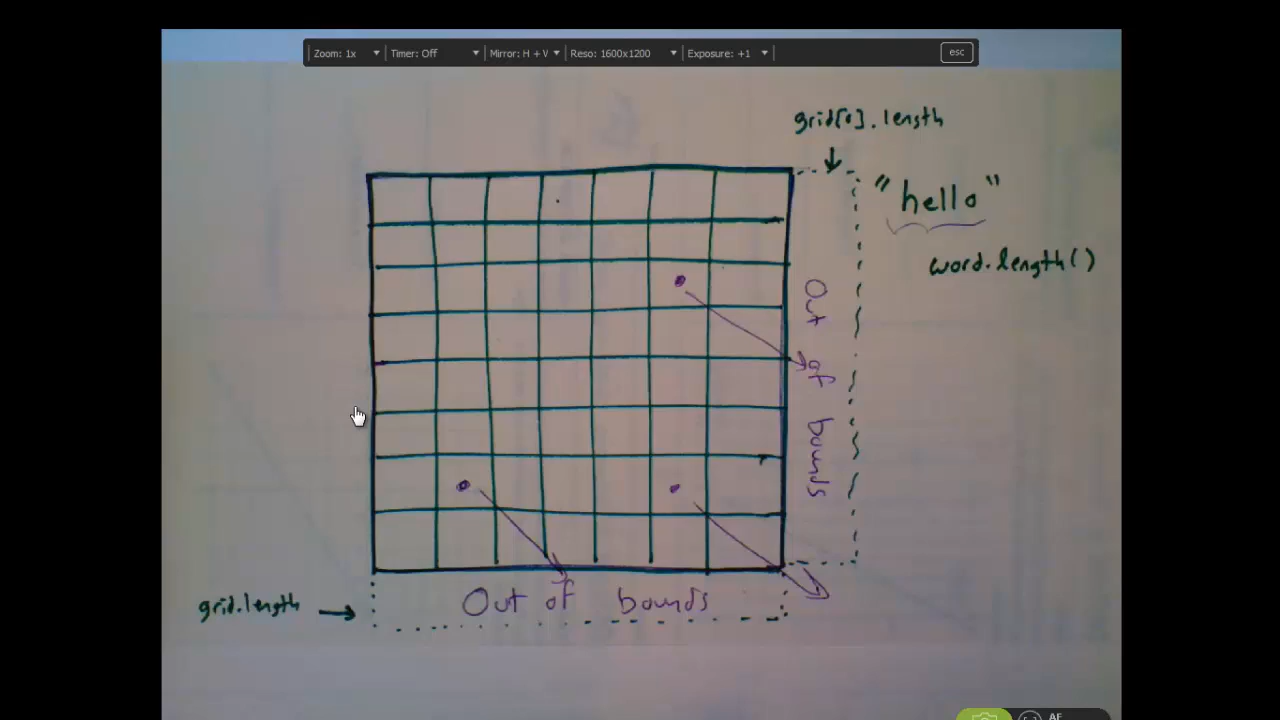 Zoom: 1x Timer: Off Mirror: H + V Reso: 1600x1200 Exposure: +1 esc
grid[0].length
"hello"
word.length()
Out of bounds
grid.length
Out of bounds
AF